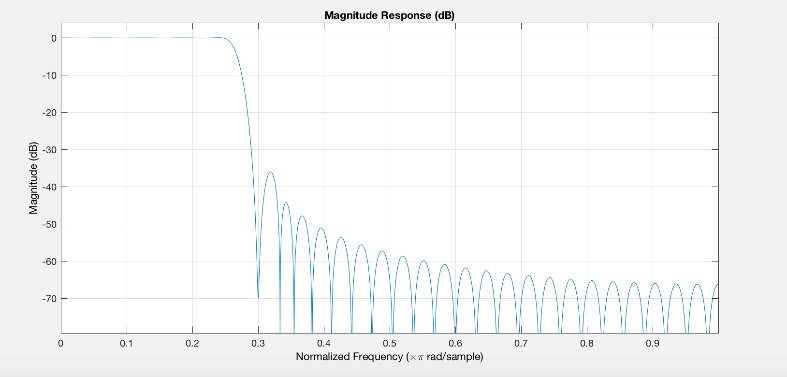 Magnitude Response (dB)
Magnitude (dB)
0
-10
-20
-30
-40
-50
-60
-70
0 0.1 0.2 0.3 0.4 0.5 0.6 0.7 0.8 0.9
Normalized Frequency (×π rad/sample)